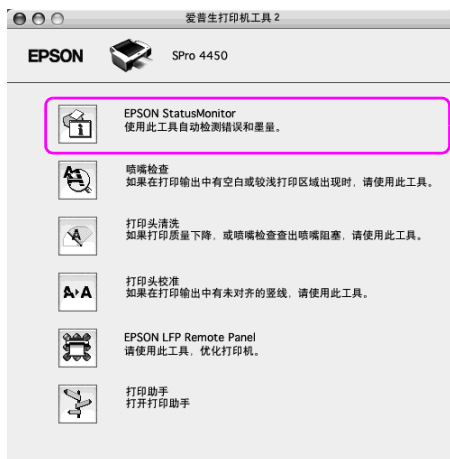 爱普生打印机工具 2
EPSON
SPro 4450
EPSON StatusMonitor
使用此工具自动检测错误和墨量。
喷嘴检查
如果在打印输出中有空白或较浅打印区域出现时，请使用此工具。
打印头清洗
如果打印质量下降，或喷嘴检查查出喷嘴阻塞，请使用此工具。
打印头校准
如果在打印输出中有未对齐的竖线，请使用此工具。
EPSON LFP Remote Panel
请使用此工具，优化打印机。
打印助手
打开打印助手